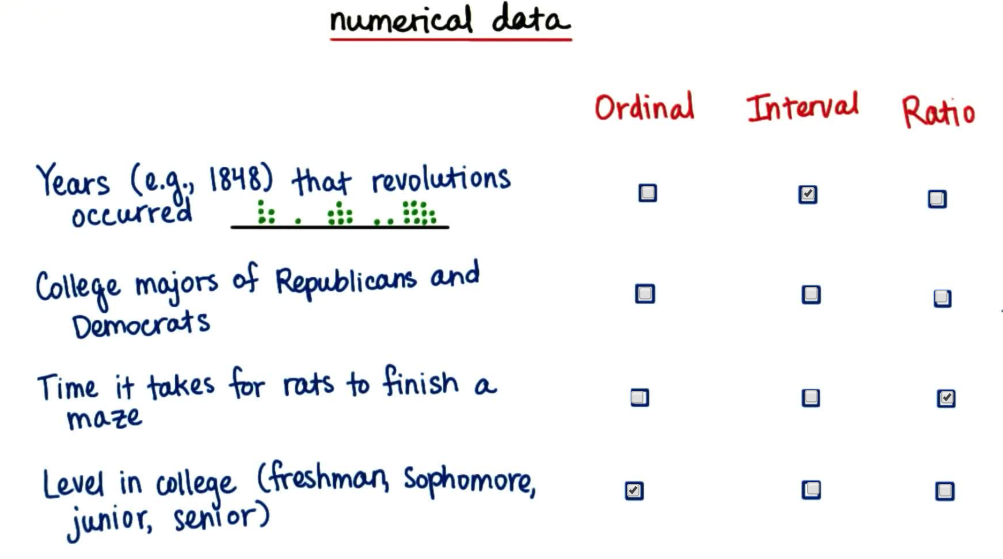 numerical data
Ordinal Interval Ratio
Years (e.g., 1848) that revolutions
occurred
College majors of Republicans and
Democrats
Time it takes for rats to finish a
maze
Level in college (freshman, sophomore,
junior, senior)